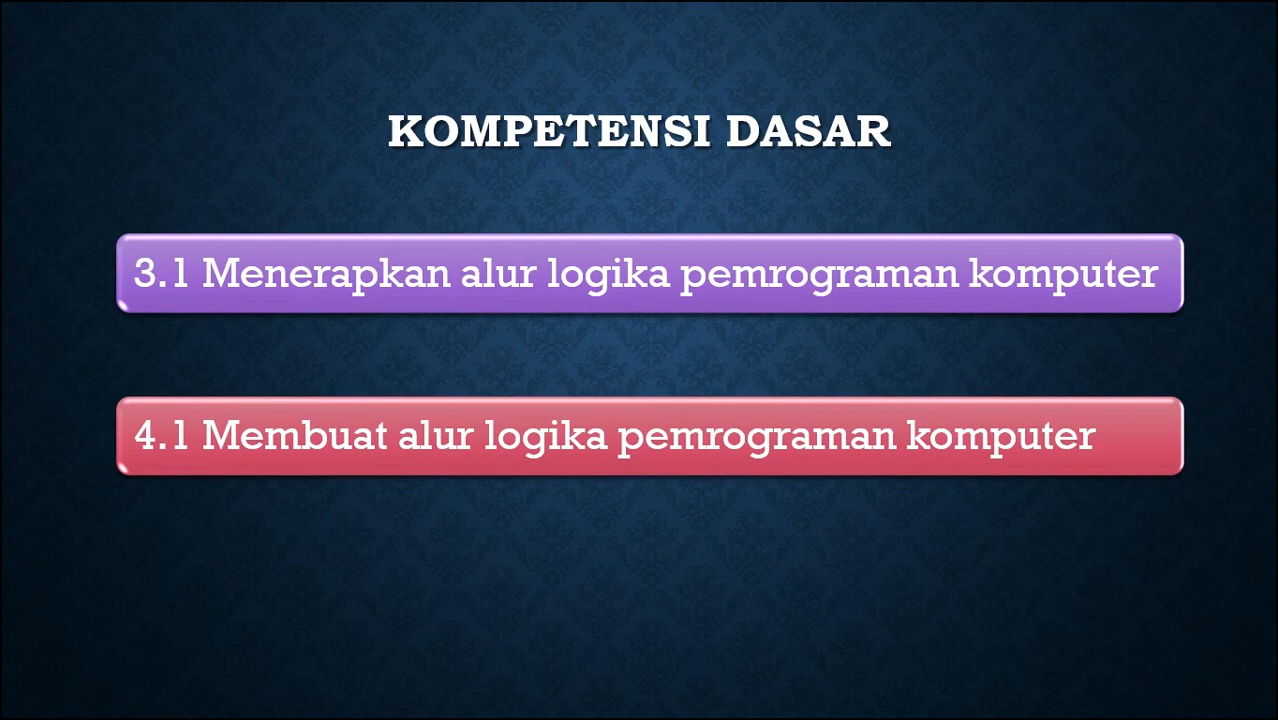 KOMPETENSI DASAR
3.1 Menerapkan alur logika pemrograman komputer
4.1 Membuat alur logika pemrograman komputer